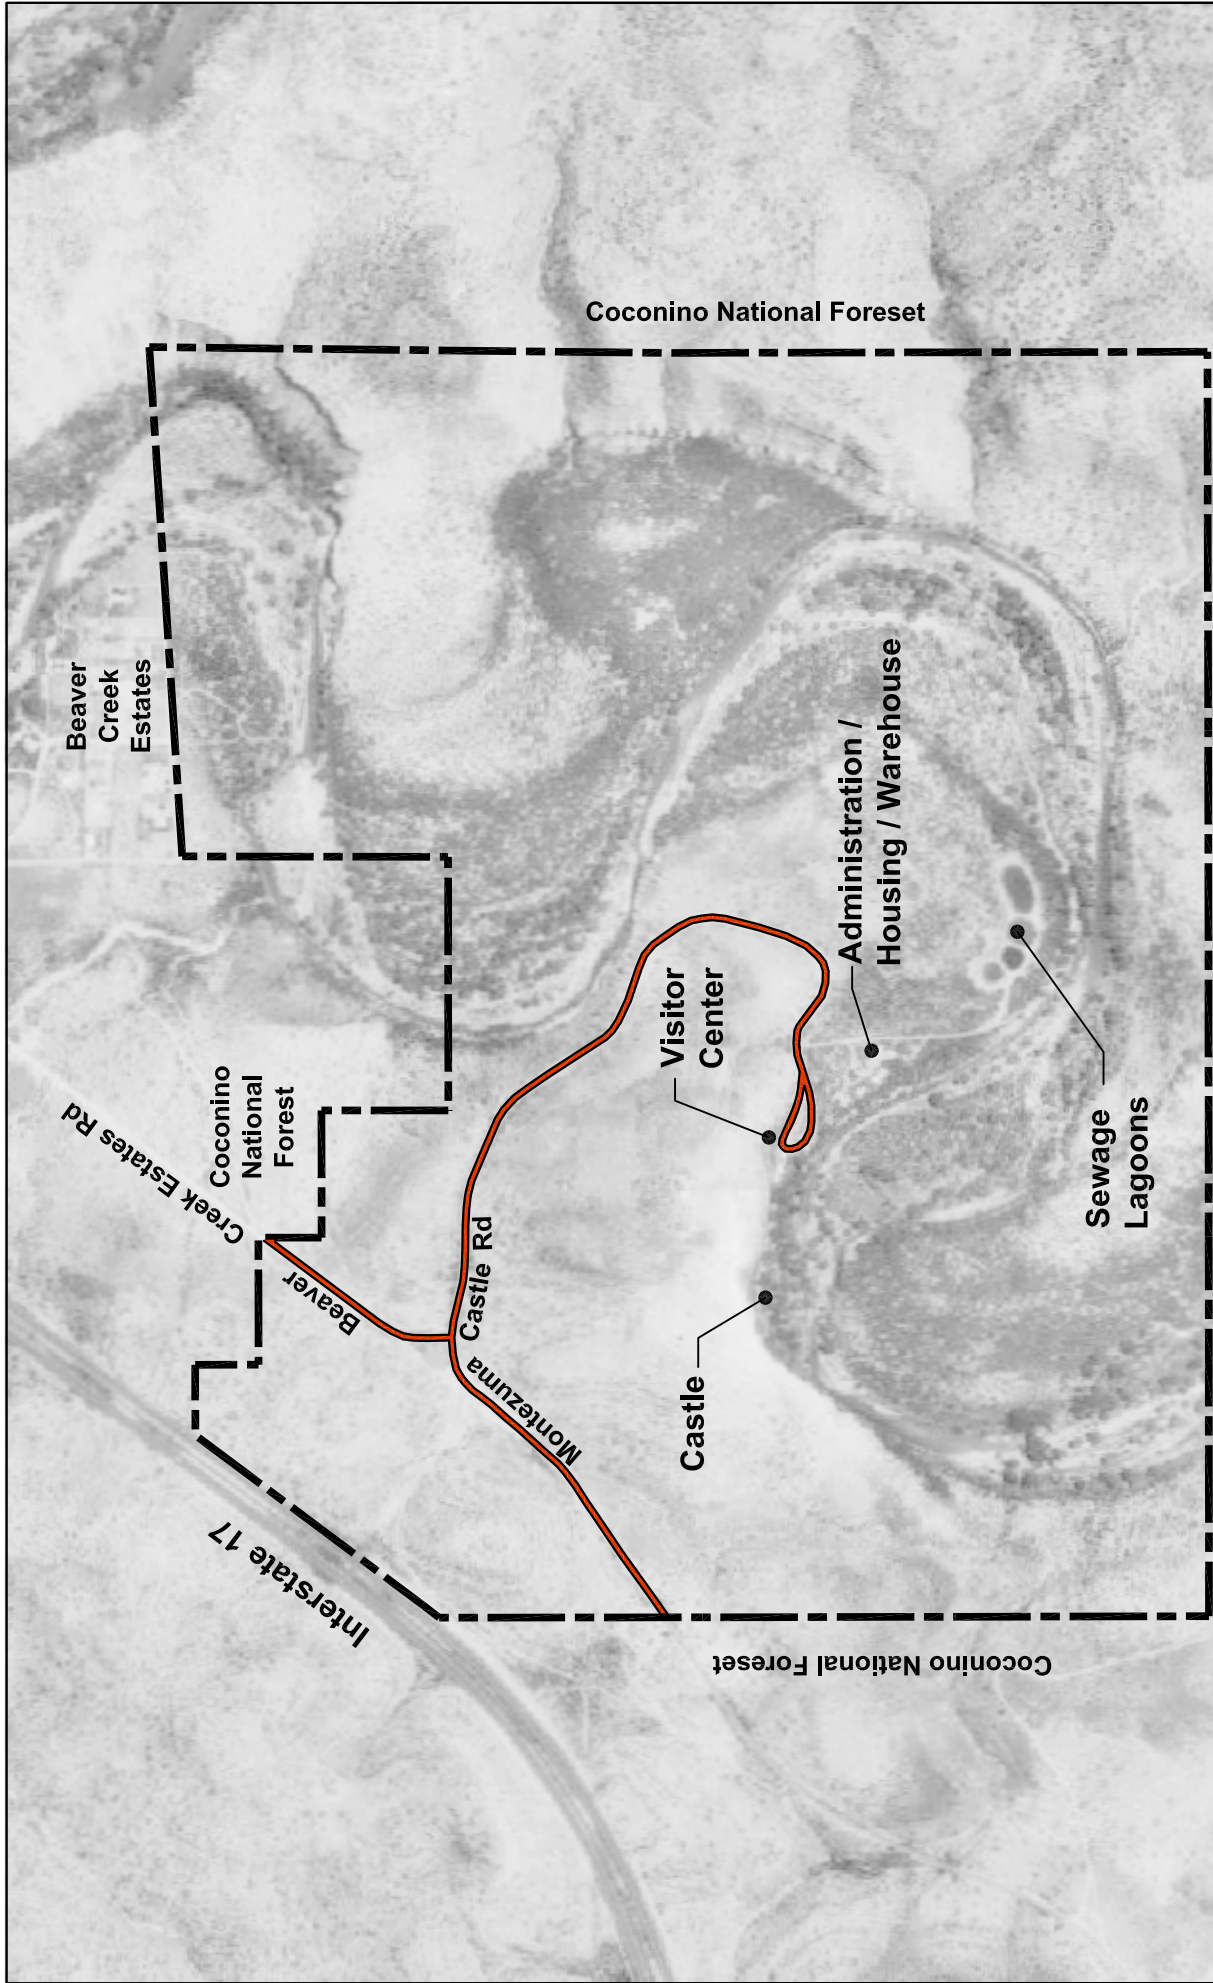 Coconino National Foreset
Beaver
Creek
Estates
Coconino
National
Forest
Beaver Creek Estates Rd
Interstate 17
Montezuma Castle Rd
Visitor
Center
Administration /
Housing / Warehouse
Castle
Sewage
Lagoons
Coconino National Foreset